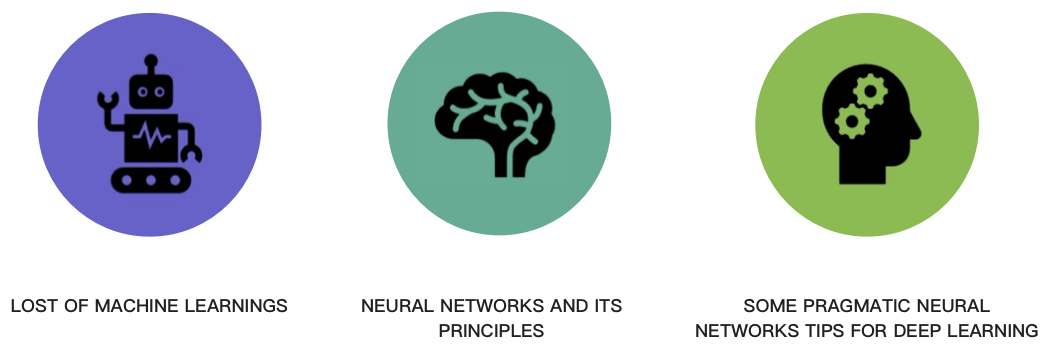 LOST OF MACHINE LEARNINGS
NEURAL NETWORKS AND ITS
PRINCIPLES
SOME PRAGMATIC NEURAL
NETWORKS TIPS FOR DEEP LEARNING